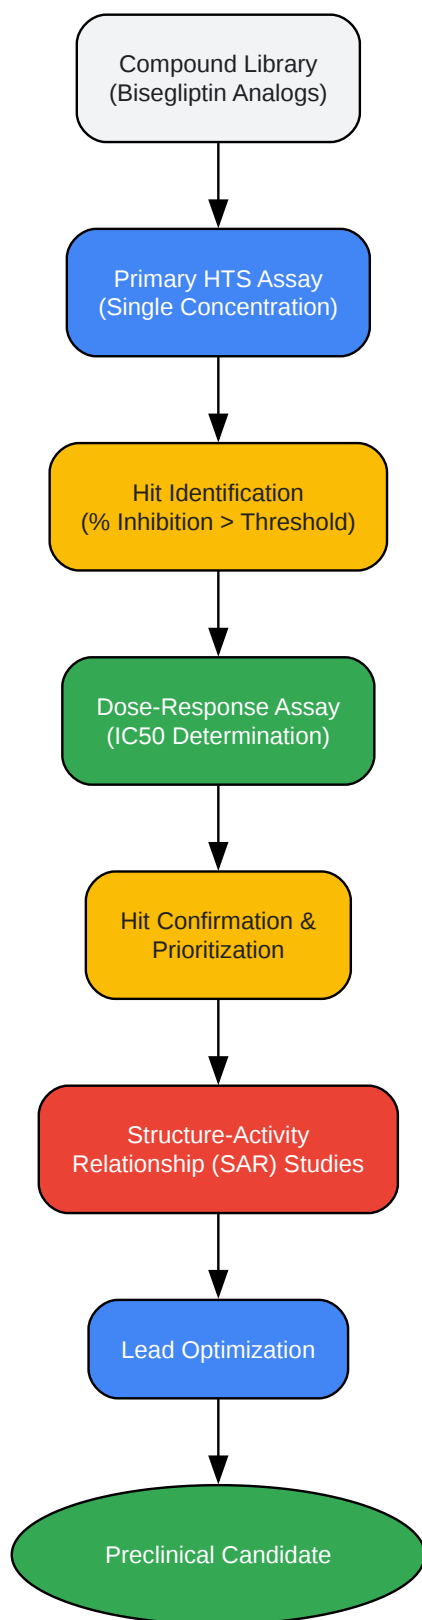 Compound Library
(Bisegliptin Analogs)
Primary HTS Assay
(Single Concentration)
Hit Identification
(% Inhibition > Threshold)
Dose-Response Assay
(IC50 Determination)
Hit Confirmation &
Prioritization
Structure-Activity
Relationship (SAR) Studies
Lead Optimization
Preclinical Candidate